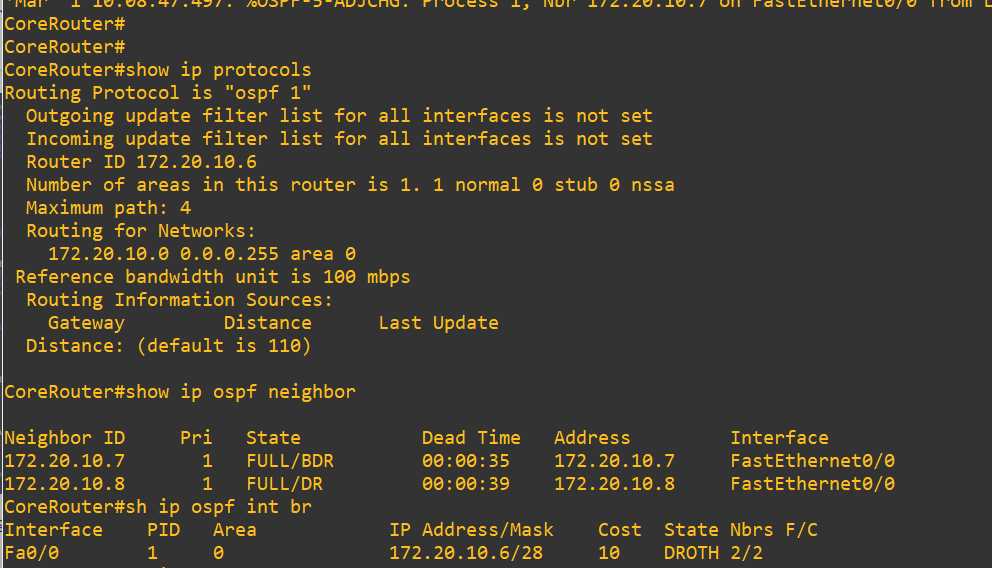 Mar 1 10:08:47.497: %OSPF-5-ADJCHG: Process 1, Nbr 172.20.10.7 on FastEthernet0/0 from
CoreRouter#
CoreRouter#
CoreRouter#show ip protocols
Routing Protocol is "ospf 1"
  Outgoing update filter list for all interfaces is not set
  Incoming update filter list for all interfaces is not set
  Router ID 172.20.10.6
  Number of areas in this router is 1. 1 normal 0 stub 0 nssa
  Maximum path: 4
  Routing for Networks:
    172.20.10.0 0.0.0.255 area 0
 Reference bandwidth unit is 100 mbps
  Routing Information Sources:
    Gateway         Distance      Last Update
  Distance: (default is 110)
CoreRouter#show ip ospf neighbor
Neighbor ID     Pri   State           Dead Time   Address         Interface
172.20.10.7       1   FULL/BDR        00:00:35    172.20.10.7     FastEthernet0/0
172.20.10.8       1   FULL/DR         00:00:39    172.20.10.8     FastEthernet0/0
CoreRouter#sh ip ospf int br
Interface    PID   Area            IP Address/Mask    Cost  State Nbrs F/C
Fa0/0        1     0               172.20.10.6/28     10    DROTH 2/2